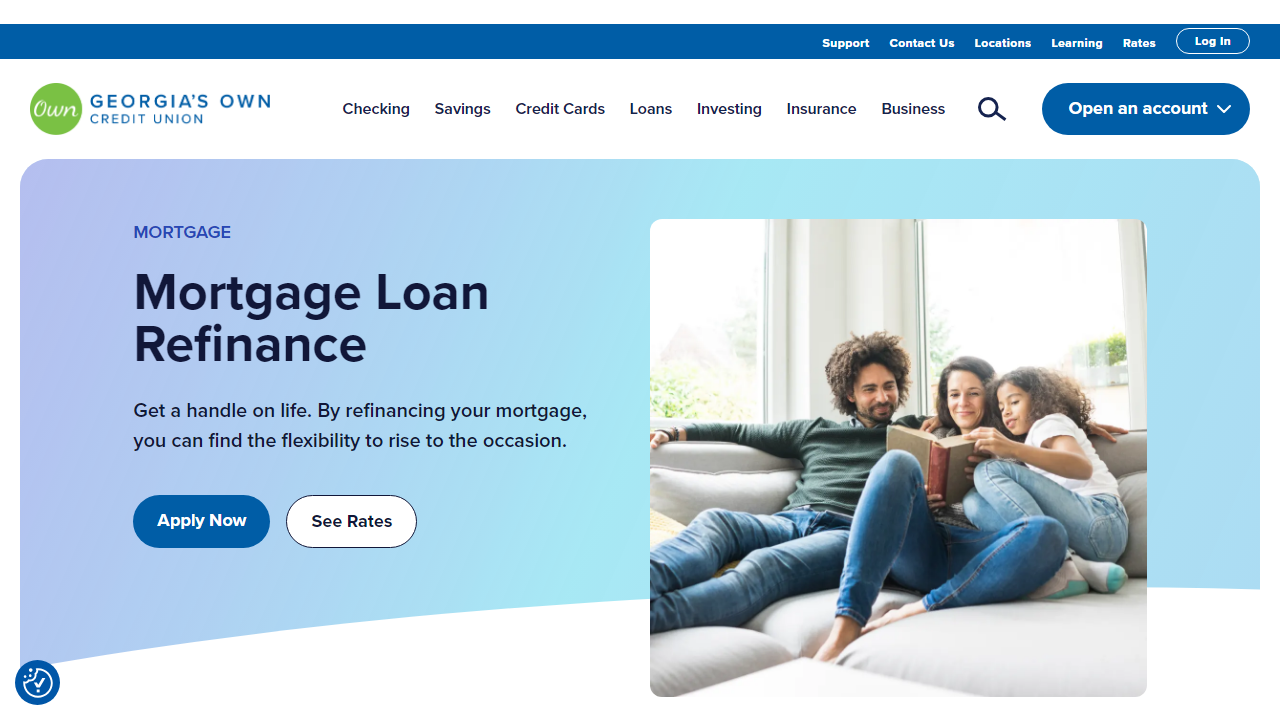 Support Contact Us Locations Learning Rates Log In
Own GEORGIA'S OWN
CREDIT UNION
Checking Savings Credit Cards Loans Investing Insurance Business Open an account
MORTGAGE
Mortgage Loan
Refinance
Get a handle on life. By refinancing your mortgage,
you can find the flexibility to rise to the occasion.
Apply Now See Rates